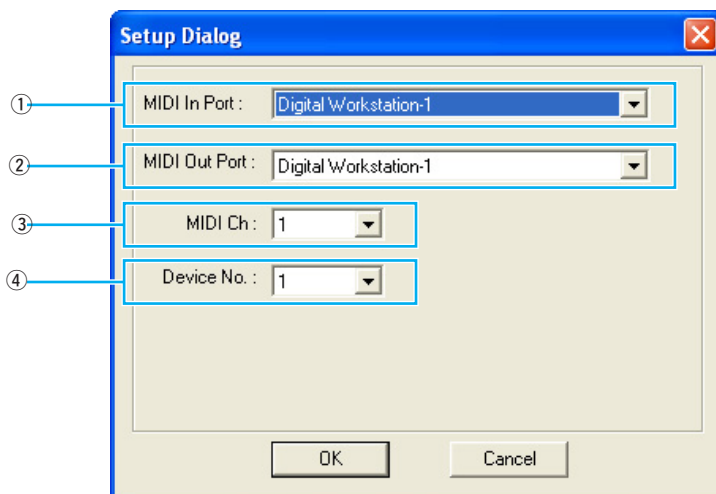 Setup Dialog
① MIDI In Port : Digital Workstation-1
② MIDI Out Port : Digital Workstation-1
③ MIDI Ch : 1
④ Device No. : 1
OK Cancel